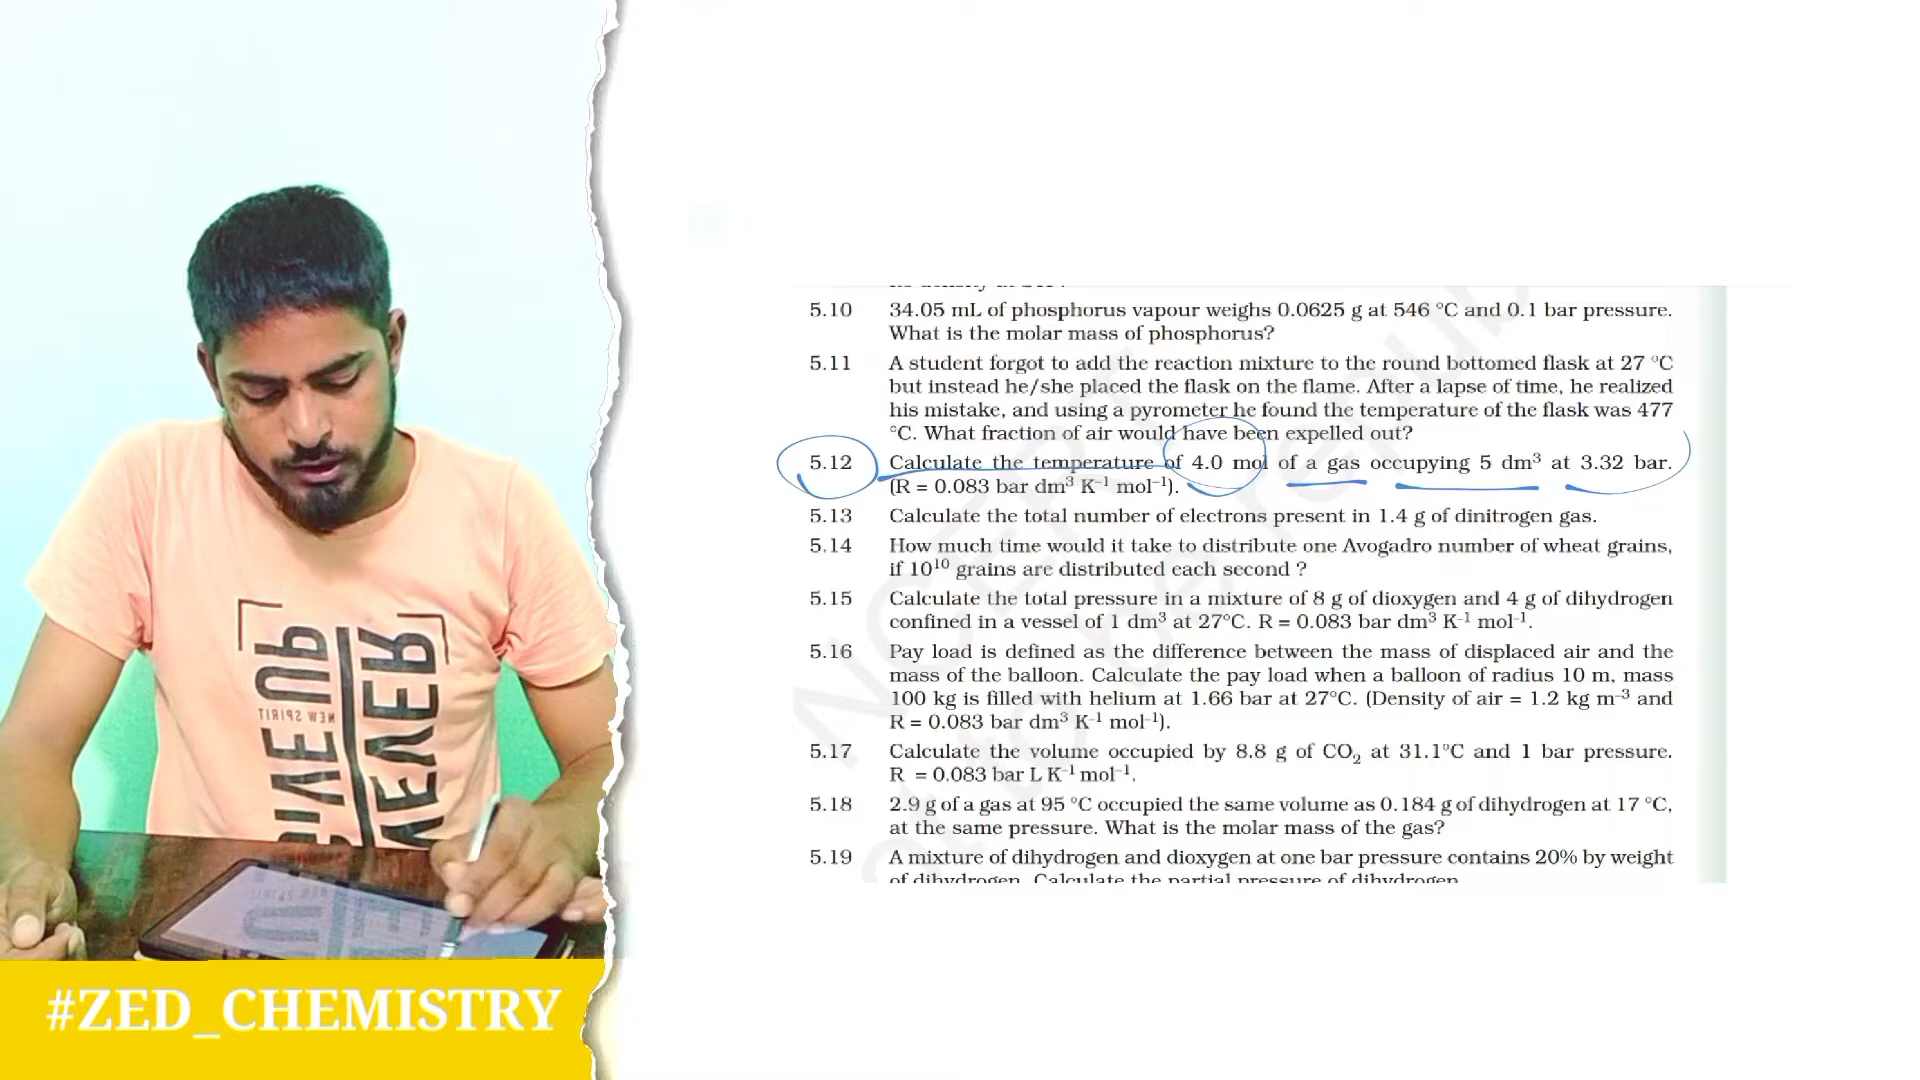 5.10 34.05 mL of phosphorus vapour weighs 0.0625 g at 546 °C and 0.1 bar pressure.
What is the molar mass of phosphorus?
5.11 A student forgot to add the reaction mixture to the round bottomed flask at 27 °C
but instead he/she placed the flask on the flame. After a lapse of time, he realized
his mistake, and using a pyrometer he found the temperature of the flask was 477
°C. What fraction of air would have been expelled out?
5.12 Calculate the temperature of 4.0 mol of a gas occupying 5 dm³ at 3.32 bar.
(R = 0.083 bar dm³ K⁻¹ mol⁻¹).
5.13 Calculate the total number of electrons present in 1.4 g of dinitrogen gas.
5.14 How much time would it take to distribute one Avogadro number of wheat grains,
if 10¹⁰ grains are distributed each second ?
5.15 Calculate the total pressure in a mixture of 8 g of dioxygen and 4 g of dihydrogen
confined in a vessel of 1 dm³ at 27°C. R = 0.083 bar dm³ K⁻¹ mol⁻¹.
5.16 Pay load is defined as the difference between the mass of displaced air and the
mass of the balloon. Calculate the pay load when a balloon of radius 10 m, mass
100 kg is filled with helium at 1.66 bar at 27°C. (Density of air = 1.2 kg m⁻³ and
R = 0.083 bar dm³ K⁻¹ mol⁻¹).
5.17 Calculate the volume occupied by 8.8 g of CO₂ at 31.1°C and 1 bar pressure.
R = 0.083 bar L K⁻¹ mol⁻¹.
5.18 2.9 g of a gas at 95 °C occupied the same volume as 0.184 g of dihydrogen at 17 °C,
at the same pressure. What is the molar mass of the gas?
5.19 A mixture of dihydrogen and dioxygen at one bar pressure contains 20% by weight
of dihydrogen. Calculate the partial pressure of dihydrogen.
NEVER
GIVE UP
NEW SPIRIT
#ZED_CHEMISTRY